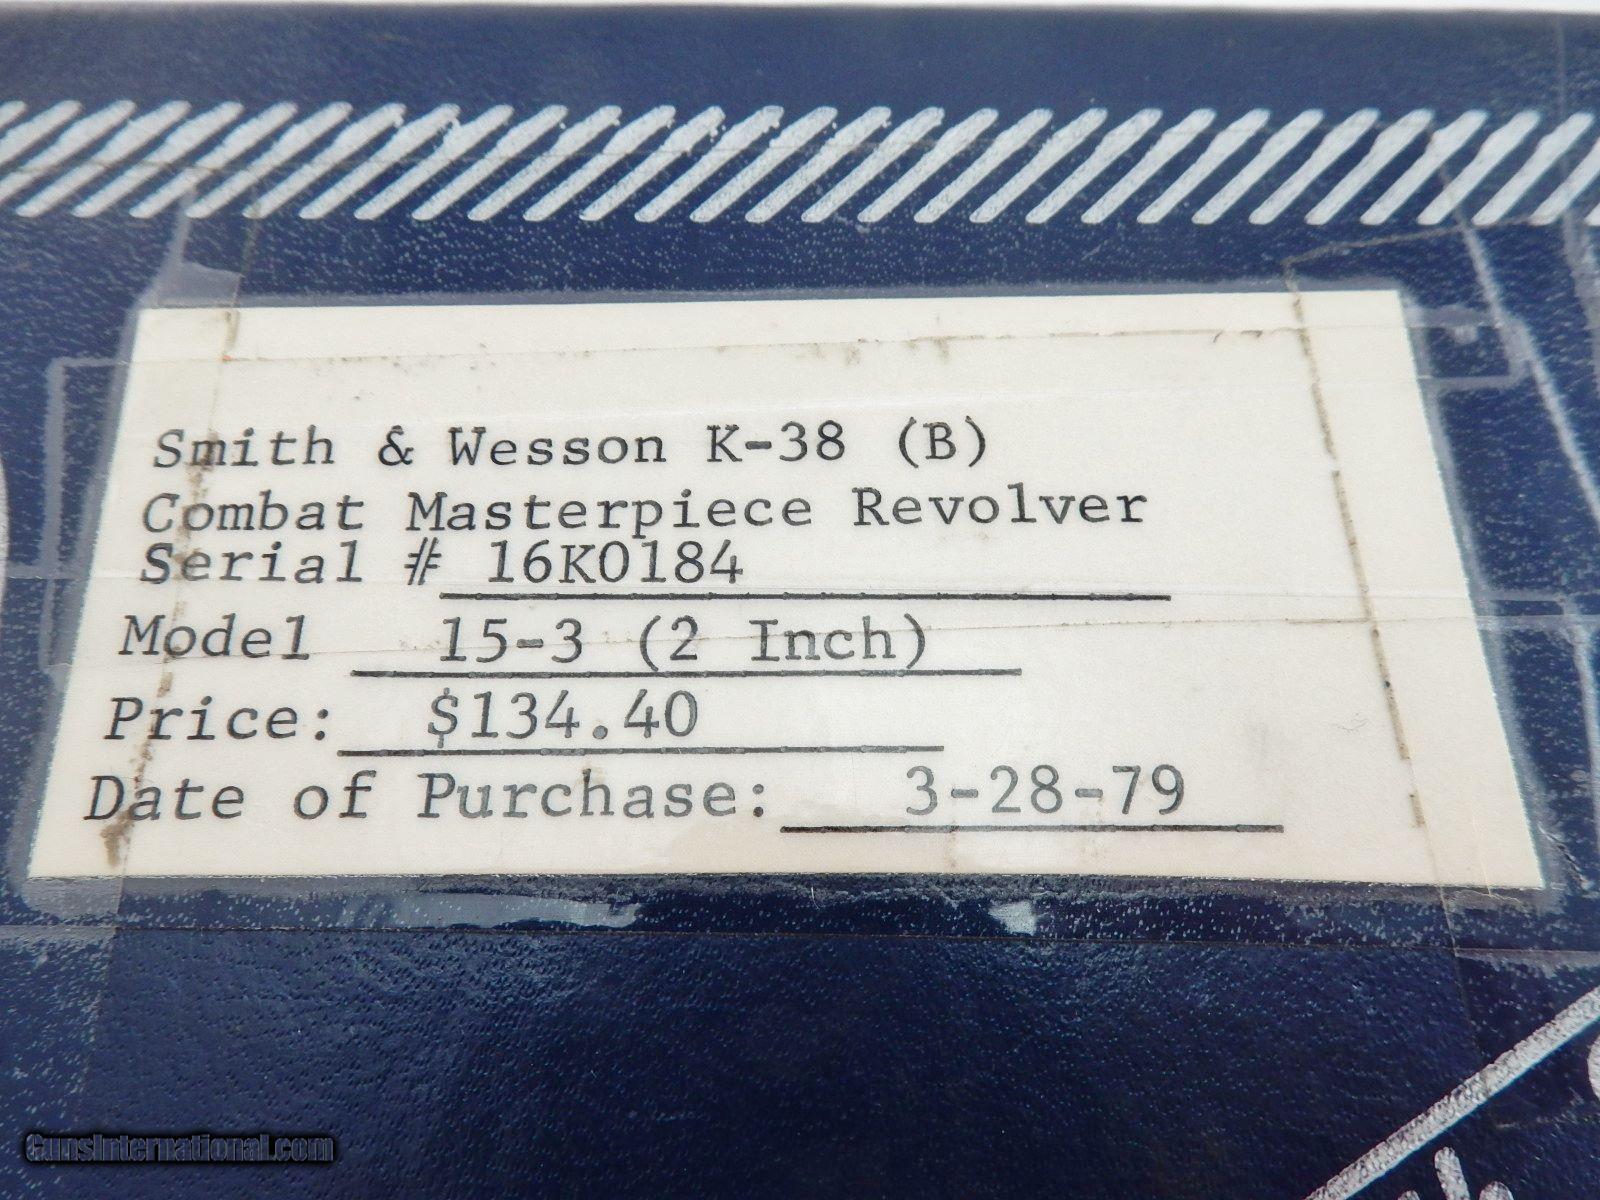 Smith & Wesson K-38 (B)
Combat Masterpiece Revolver
Serial # 16K0184
Model 15-3 (2 Inch)
Price: $134.40
Date of Purchase: 3-28-79
GunsInternational.com